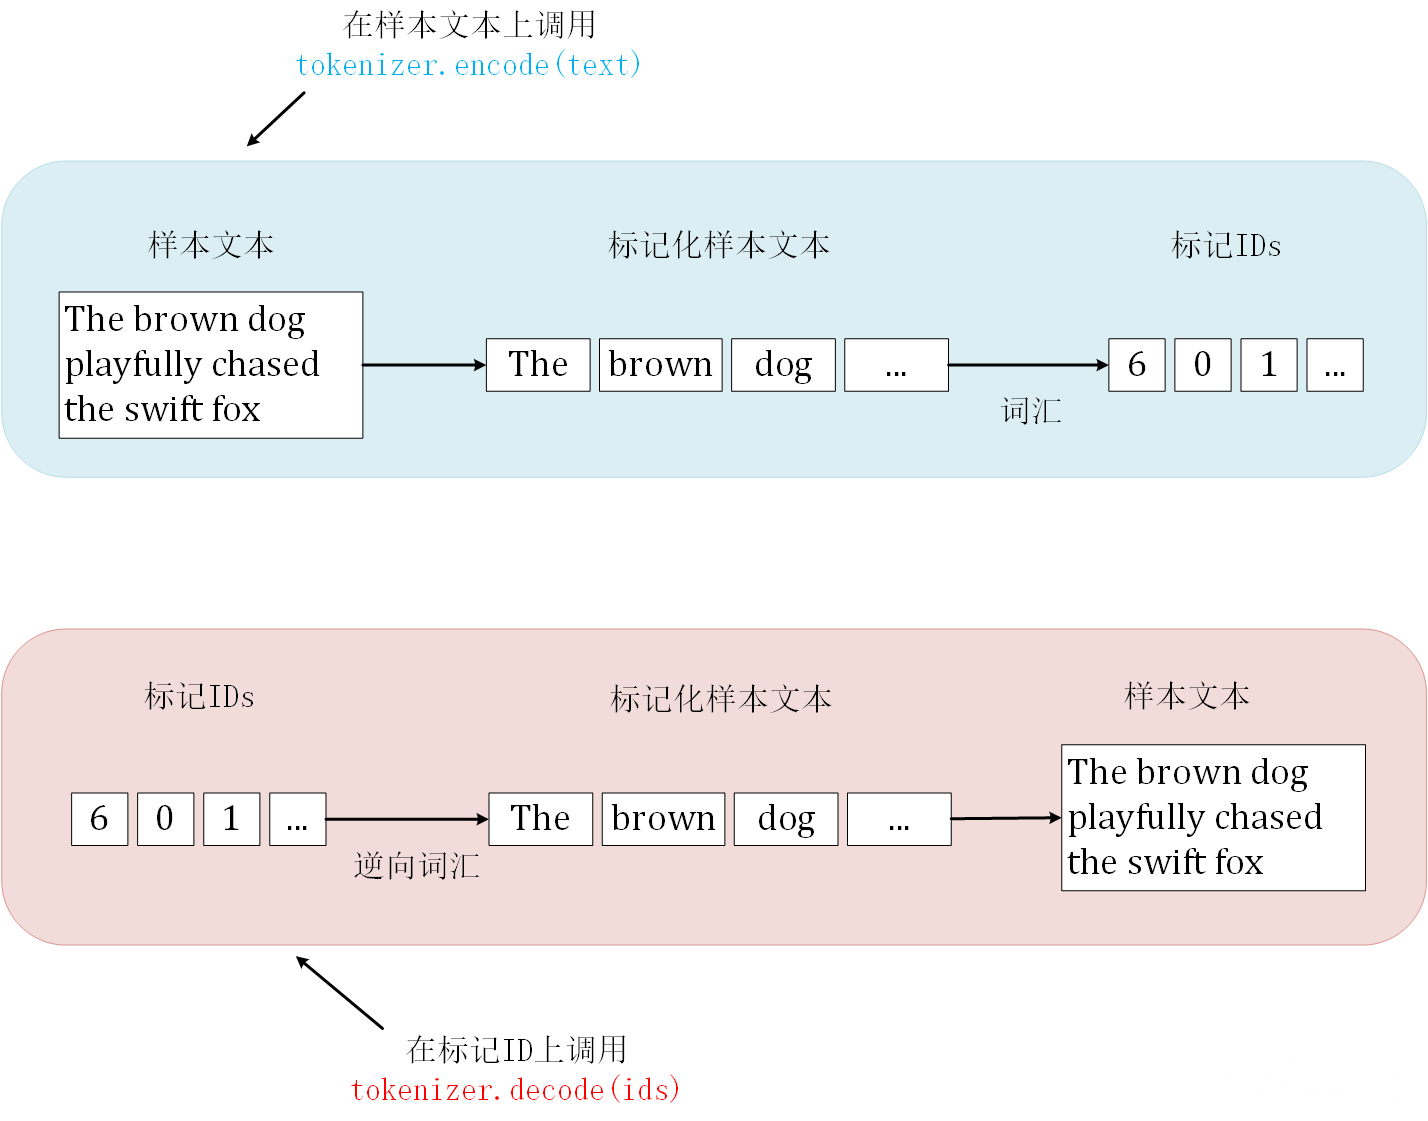 在样本文本上调用
tokenizer.encode(text)
样本文本
标记化样本文本
标记IDs
The brown dog
playfully chased
the swift fox
The brown dog ...
6 0 1 ...
词汇
标记IDs
标记化样本文本
样本文本
6 0 1 ...
The brown dog ...
The brown dog
playfully chased
the swift fox
逆向词汇
在标记ID上调用
tokenizer.decode(ids)